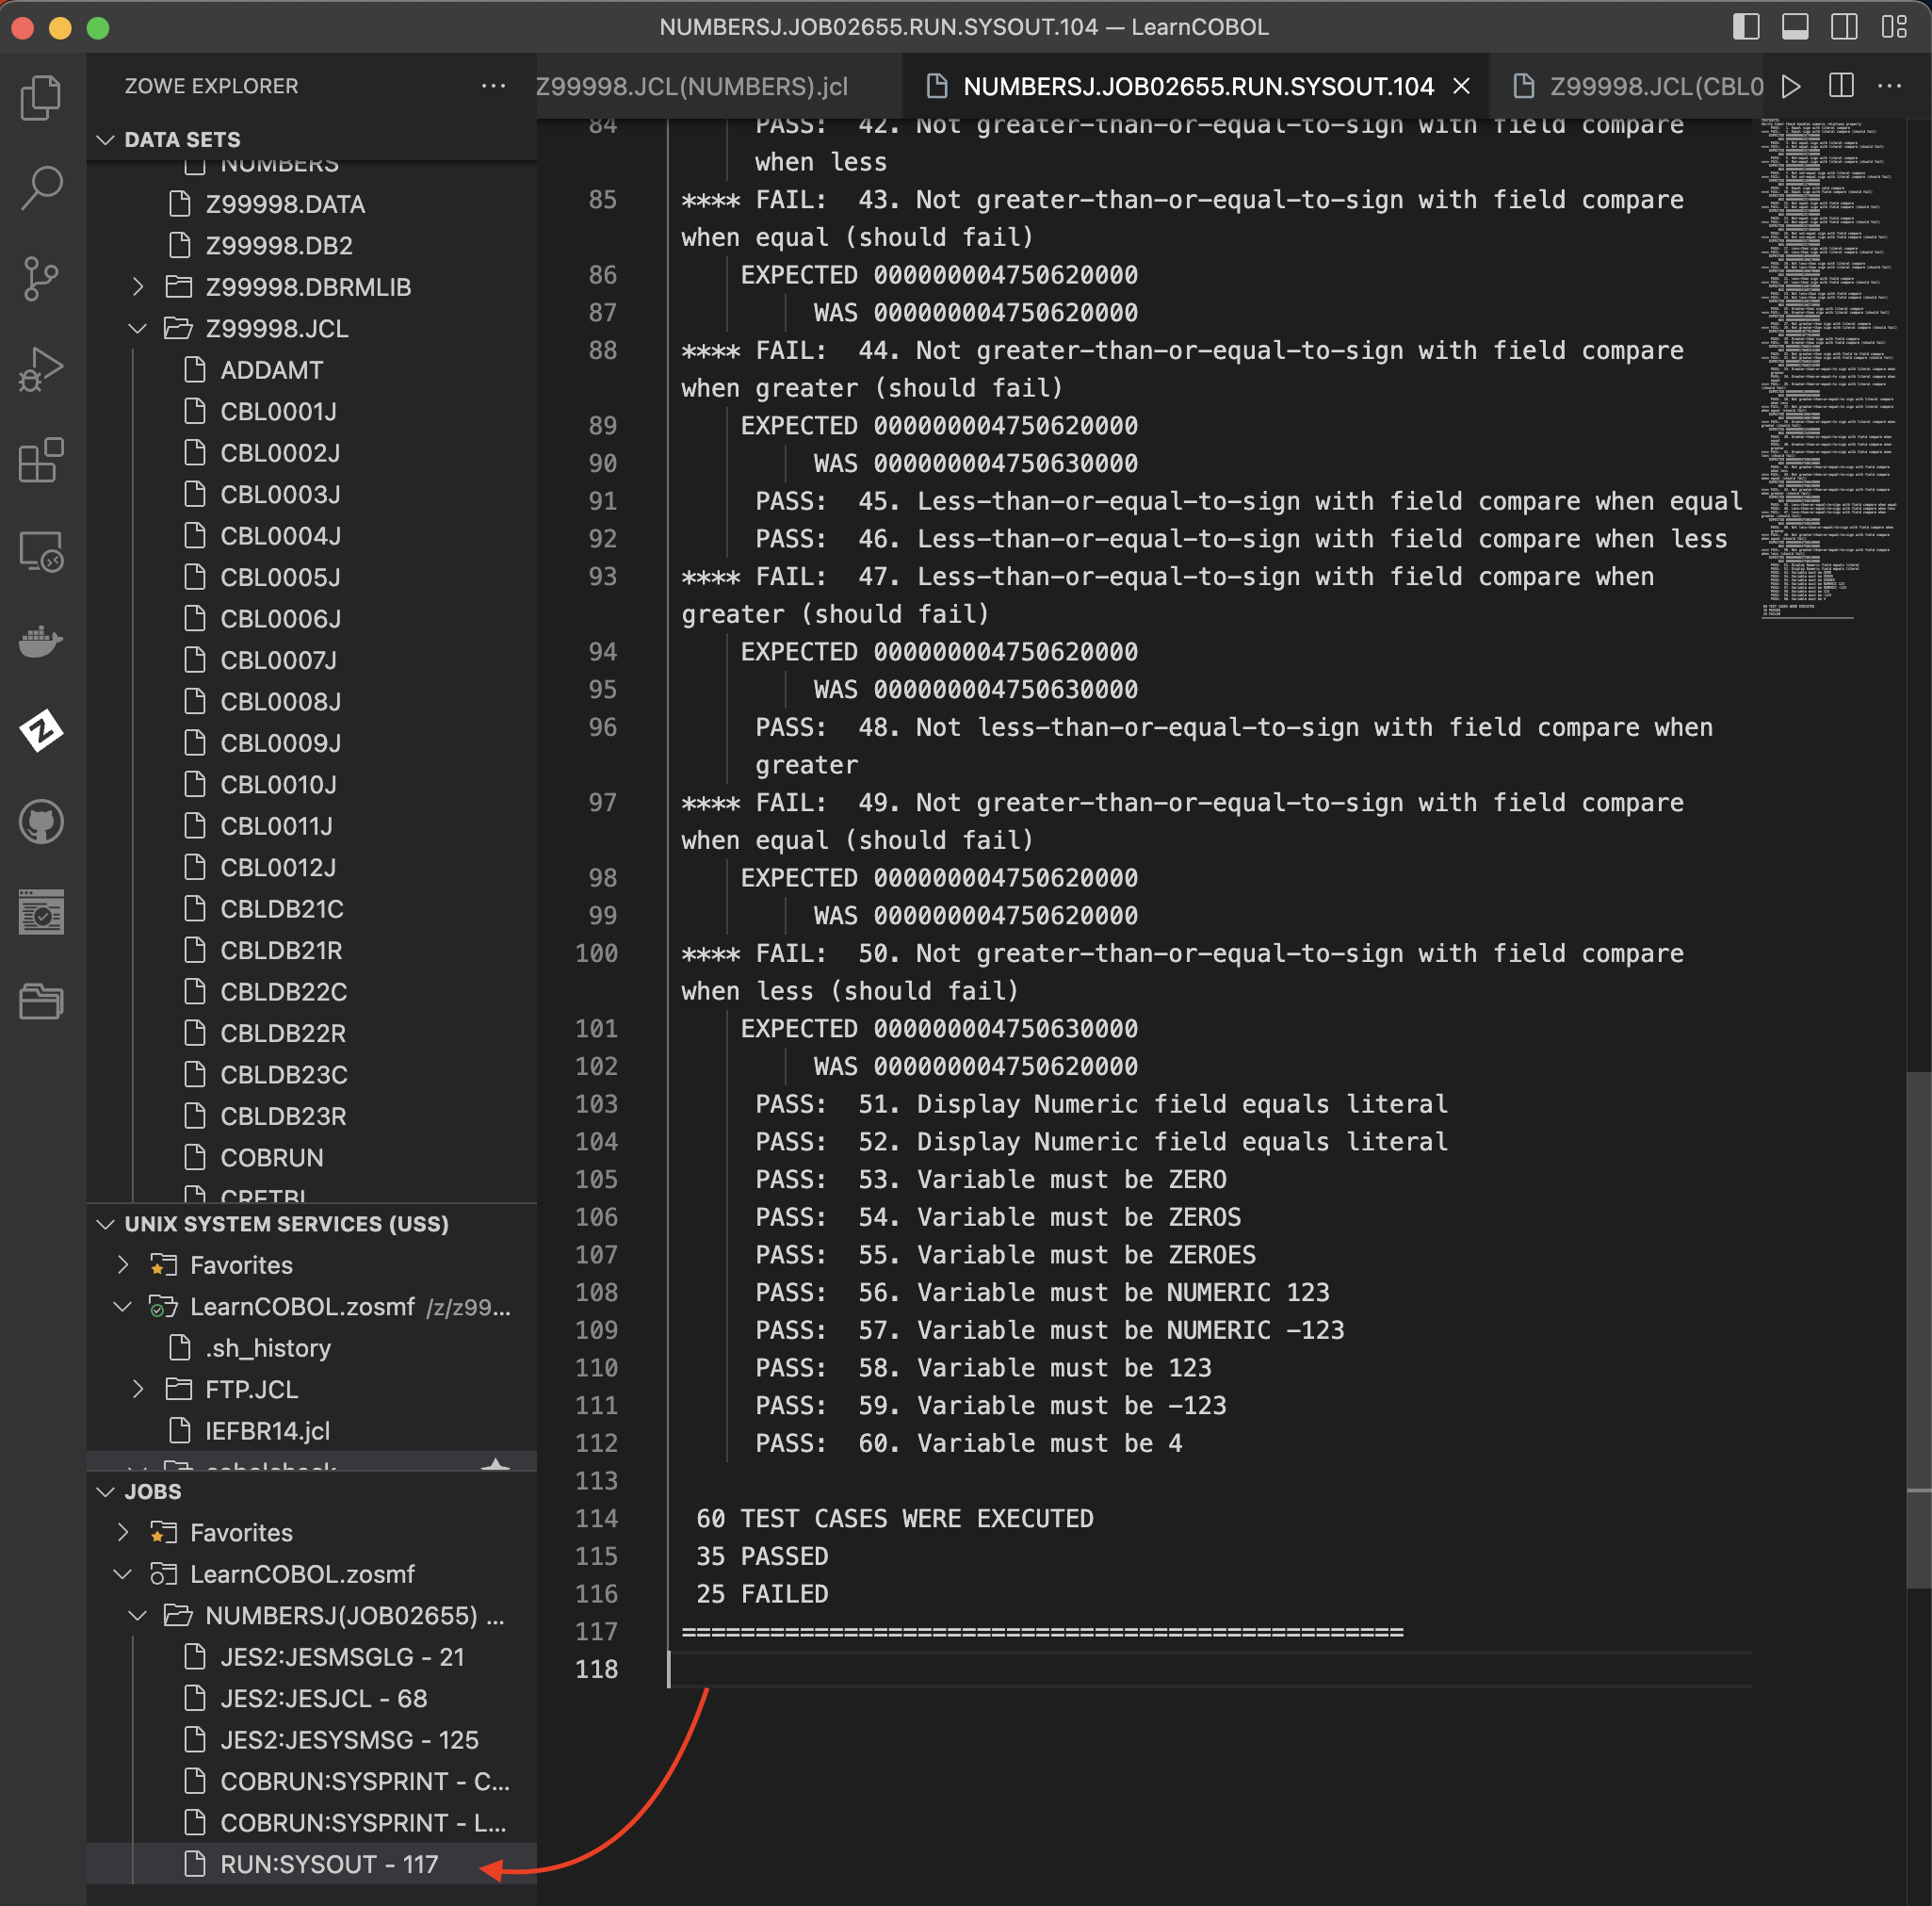 NUMBERSJ.JOB02655.RUN.SYSOUT.104 — LearnCOBOL
ZOWE EXPLORER
Z99998.JCL(NUMBERS).jcl
NUMBERSJ.JOB02655.RUN.SYSOUT.104
Z99998.JCL(CBL0
DATA SETS
NUMBERS
Z99998.DATA
Z99998.DB2
Z99998.DBRMLIB
Z99998.JCL
ADDAMT
CBL0001J
CBL0002J
CBL0003J
CBL0004J
CBL0005J
CBL0006J
CBL0007J
CBL0008J
CBL0009J
CBL0010J
CBL0011J
CBL0012J
CBLDB21C
CBLDB21R
CBLDB22C
CBLDB22R
CBLDB23C
CBLDB23R
COBRUN
CRETBL
UNIX SYSTEM SERVICES (USS)
Favorites
LearnCOBOL.zosmf /z/z99...
.sh_history
FTP.JCL
IEFBR14.jcl
cobolcheck
JOBS
Favorites
LearnCOBOL.zosmf
NUMBERSJ(JOB02655) ...
JES2:JESMSGLG - 21
JES2:JESJCL - 68
JES2:JESYSMSG - 125
COBRUN:SYSPRINT - C...
COBRUN:SYSPRINT - L...
RUN:SYSOUT - 117
84 PASS: 42. Not greater-than-or-equal-to-sign with field compare
when less
85 **** FAIL: 43. Not greater-than-or-equal-to-sign with field compare
when equal (should fail)
86 EXPECTED 000000004750620000
87 WAS 000000004750620000
88 **** FAIL: 44. Not greater-than-or-equal-to-sign with field compare
when greater (should fail)
89 EXPECTED 000000004750620000
90 WAS 000000004750630000
91 PASS: 45. Less-than-or-equal-to-sign with field compare when equal
92 PASS: 46. Less-than-or-equal-to-sign with field compare when less
93 **** FAIL: 47. Less-than-or-equal-to-sign with field compare when
greater (should fail)
94 EXPECTED 000000004750620000
95 WAS 000000004750630000
96 PASS: 48. Not less-than-or-equal-to-sign with field compare when
greater
97 **** FAIL: 49. Not greater-than-or-equal-to-sign with field compare
when equal (should fail)
98 EXPECTED 000000004750620000
99 WAS 000000004750620000
100 **** FAIL: 50. Not greater-than-or-equal-to-sign with field compare
when less (should fail)
101 EXPECTED 000000004750630000
102 WAS 000000004750620000
103 PASS: 51. Display Numeric field equals literal
104 PASS: 52. Display Numeric field equals literal
105 PASS: 53. Variable must be ZERO
106 PASS: 54. Variable must be ZEROS
107 PASS: 55. Variable must be ZEROES
108 PASS: 56. Variable must be NUMERIC 123
109 PASS: 57. Variable must be NUMERIC -123
110 PASS: 58. Variable must be 123
111 PASS: 59. Variable must be -123
112 PASS: 60. Variable must be 4
113
114 60 TEST CASES WERE EXECUTED
115 35 PASSED
116 25 FAILED
117 =================================================
118